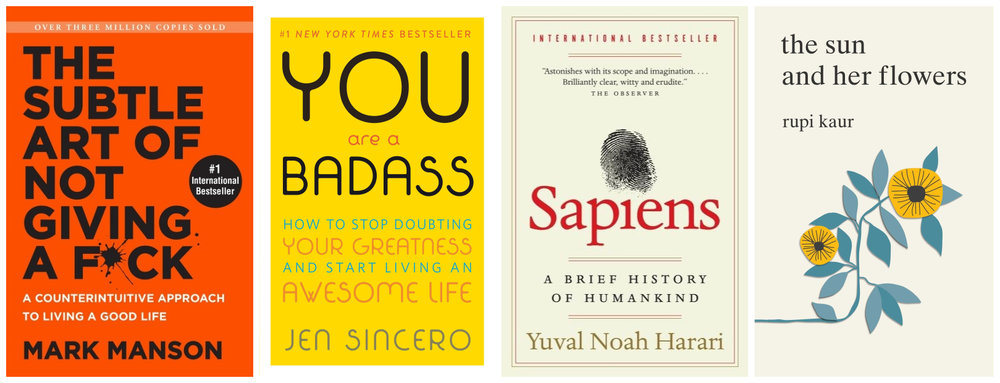 OVER THREE MILLION COPIES SOLD
THE
SUBTLE
ART OF
NOT
GIVING
A F*CK
#1
International
Bestseller
A COUNTERINTUITIVE APPROACH
TO LIVING A GOOD LIFE
MARK MANSON
#1 NEW YORK TIMES BESTSELLER
YOU
are a
BADASS
HOW TO STOP DOUBTING
YOUR GREATNESS
AND START LIVING AN
AWESOME LIFE
JEN SINCERO
INTERNATIONAL BESTSELLER
"Astonishes with its scope and imagination. . . .
Brilliantly clear, witty and erudite."
THE OBSERVER
Sapiens
A BRIEF HISTORY
OF HUMANKIND
Yuval Noah Harari
the sun
and her flowers
rupi kaur